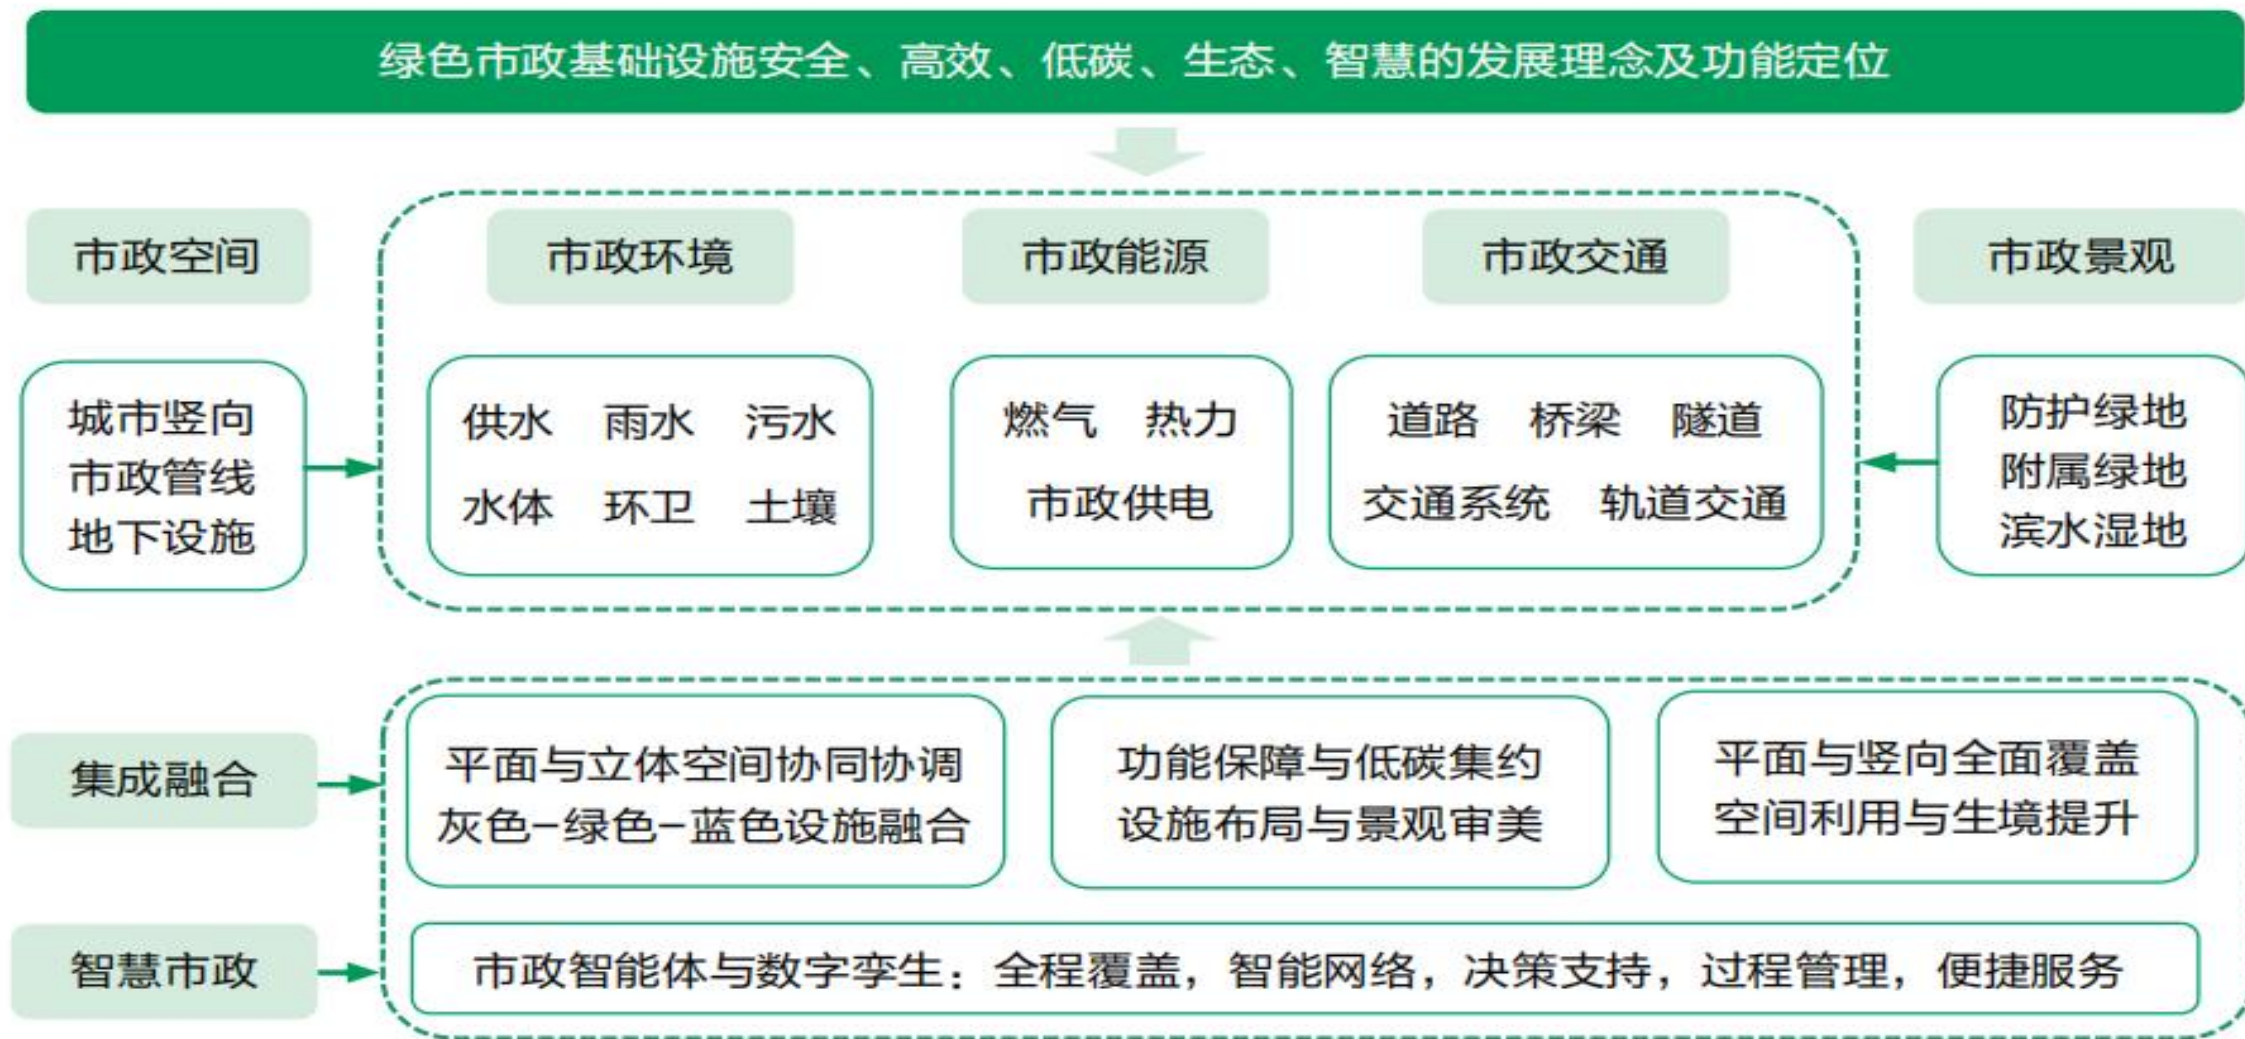 绿色市政基础设施安全、高效、低碳、生态、智慧的发展理念及功能定位
市政空间
市政环境
市政能源
市政交通
市政景观
城市竖向
市政管线
地下设施
供水 雨水 污水
水体 环卫 土壤
燃气 热力
市政供电
道路 桥梁 隧道
交通系统 轨道交通
防护绿地
附属绿地
滨水湿地
集成融合
平面与立体空间协同协调
灰色-绿色-蓝色设施融合
功能保障与低碳集约
设施布局与景观审美
平面与竖向全面覆盖
空间利用与生境提升
智慧市政
市政智能体与数字孪生：全程覆盖，智能网络，决策支持，过程管理，便捷服务